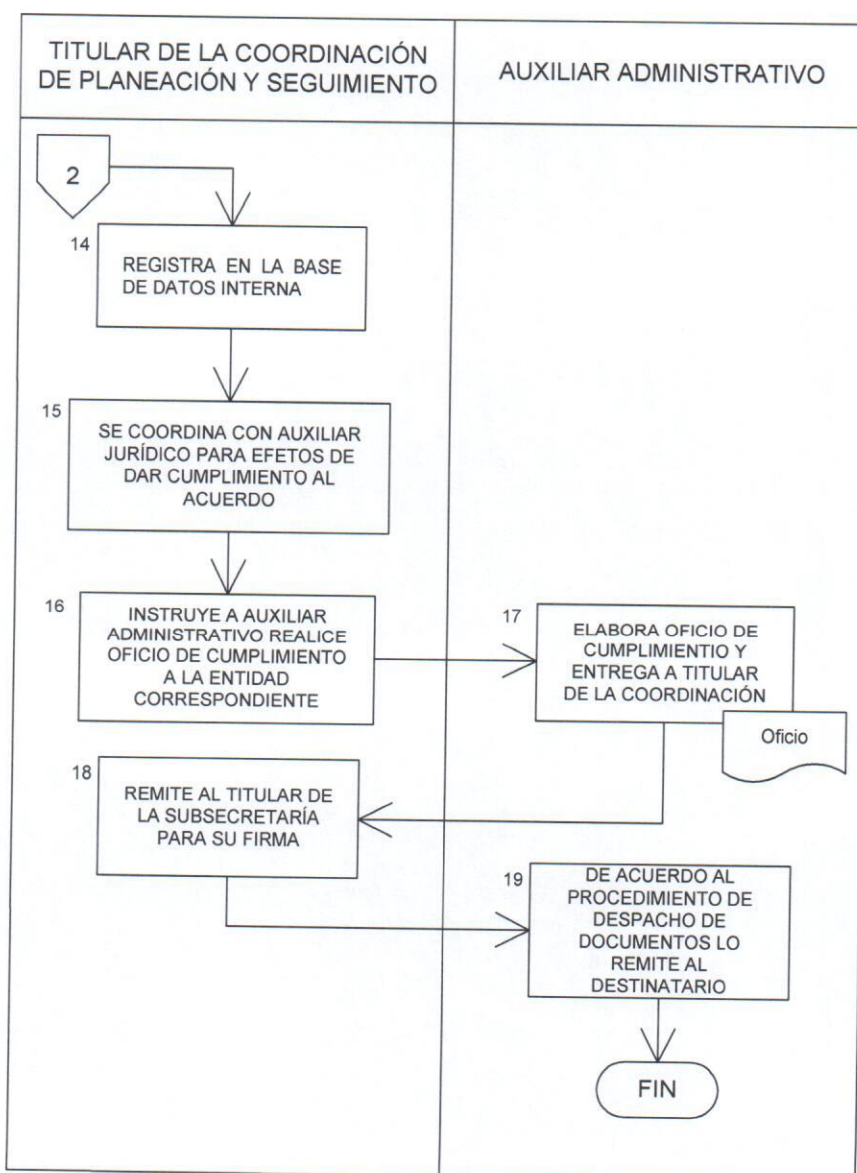 TITULAR DE LA COORDINACIÓN
DE PLANEACIÓN Y SEGUIMIENTO
AUXILIAR ADMINISTRATIVO
2
14
REGISTRA EN LA BASE
DE DATOS INTERNA
15
SE COORDINA CON AUXILIAR
JURÍDICO PARA EFETOS DE
DAR CUMPLIMIENTO AL
ACUERDO
16
INSTRUYE A AUXILIAR
ADMINISTRATIVO REALICE
OFICIO DE CUMPLIMIENTO
A LA ENTIDAD
CORRESPONDIENTE
17
ELABORA OFICIO DE
CUMPLIMIENTIO Y
ENTREGA A TITULAR
DE LA COORDINACIÓN
Oficio
18
REMITE AL TITULAR DE
LA SUBSECRETARÍA
PARA SU FIRMA
19
DE ACUERDO AL
PROCEDIMIENTO DE
DESPACHO DE
DOCUMENTOS LO
REMITE AL
DESTINATARIO
FIN